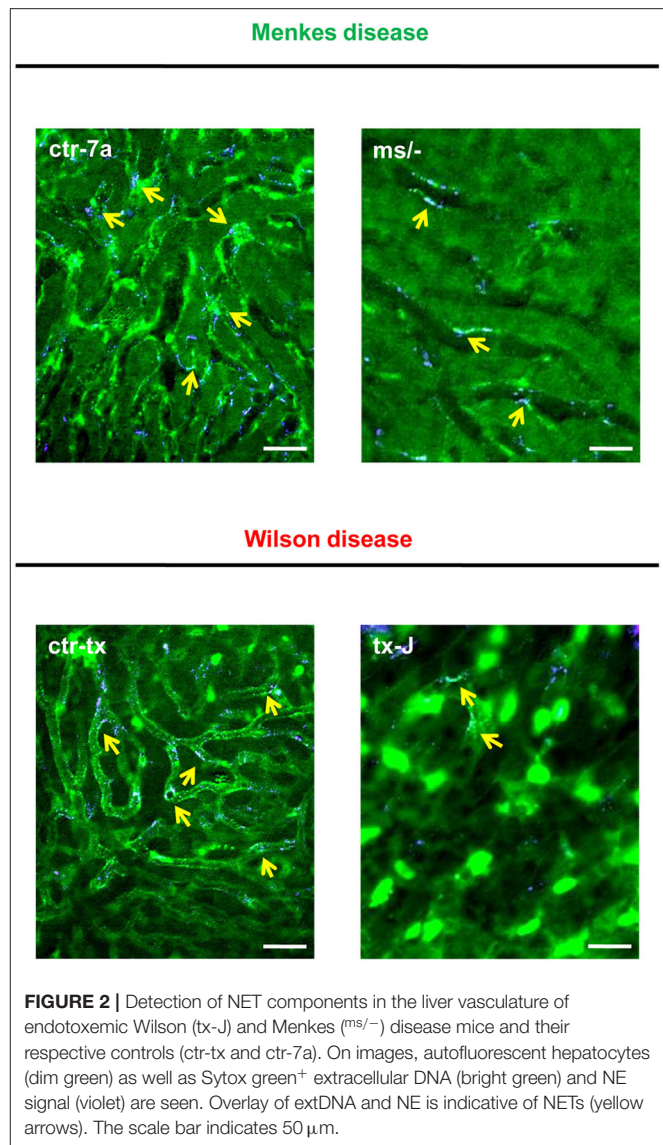 Menkes disease
ctr-7a
ms/-
Wilson disease
ctr-tx
tx-J
FIGURE 2 | Detection of NET components in the liver vasculature of
endotoxemic Wilson (tx-J) and Menkes (ms/−) disease mice and their
respective controls (ctr-tx and ctr-7a). On images, autofluorescent hepatocytes
(dim green) as well as Sytox green+ extracellular DNA (bright green) and NE
signal (violet) are seen. Overlay of extDNA and NE is indicative of NETs (yellow
arrows). The scale bar indicates 50 μm.